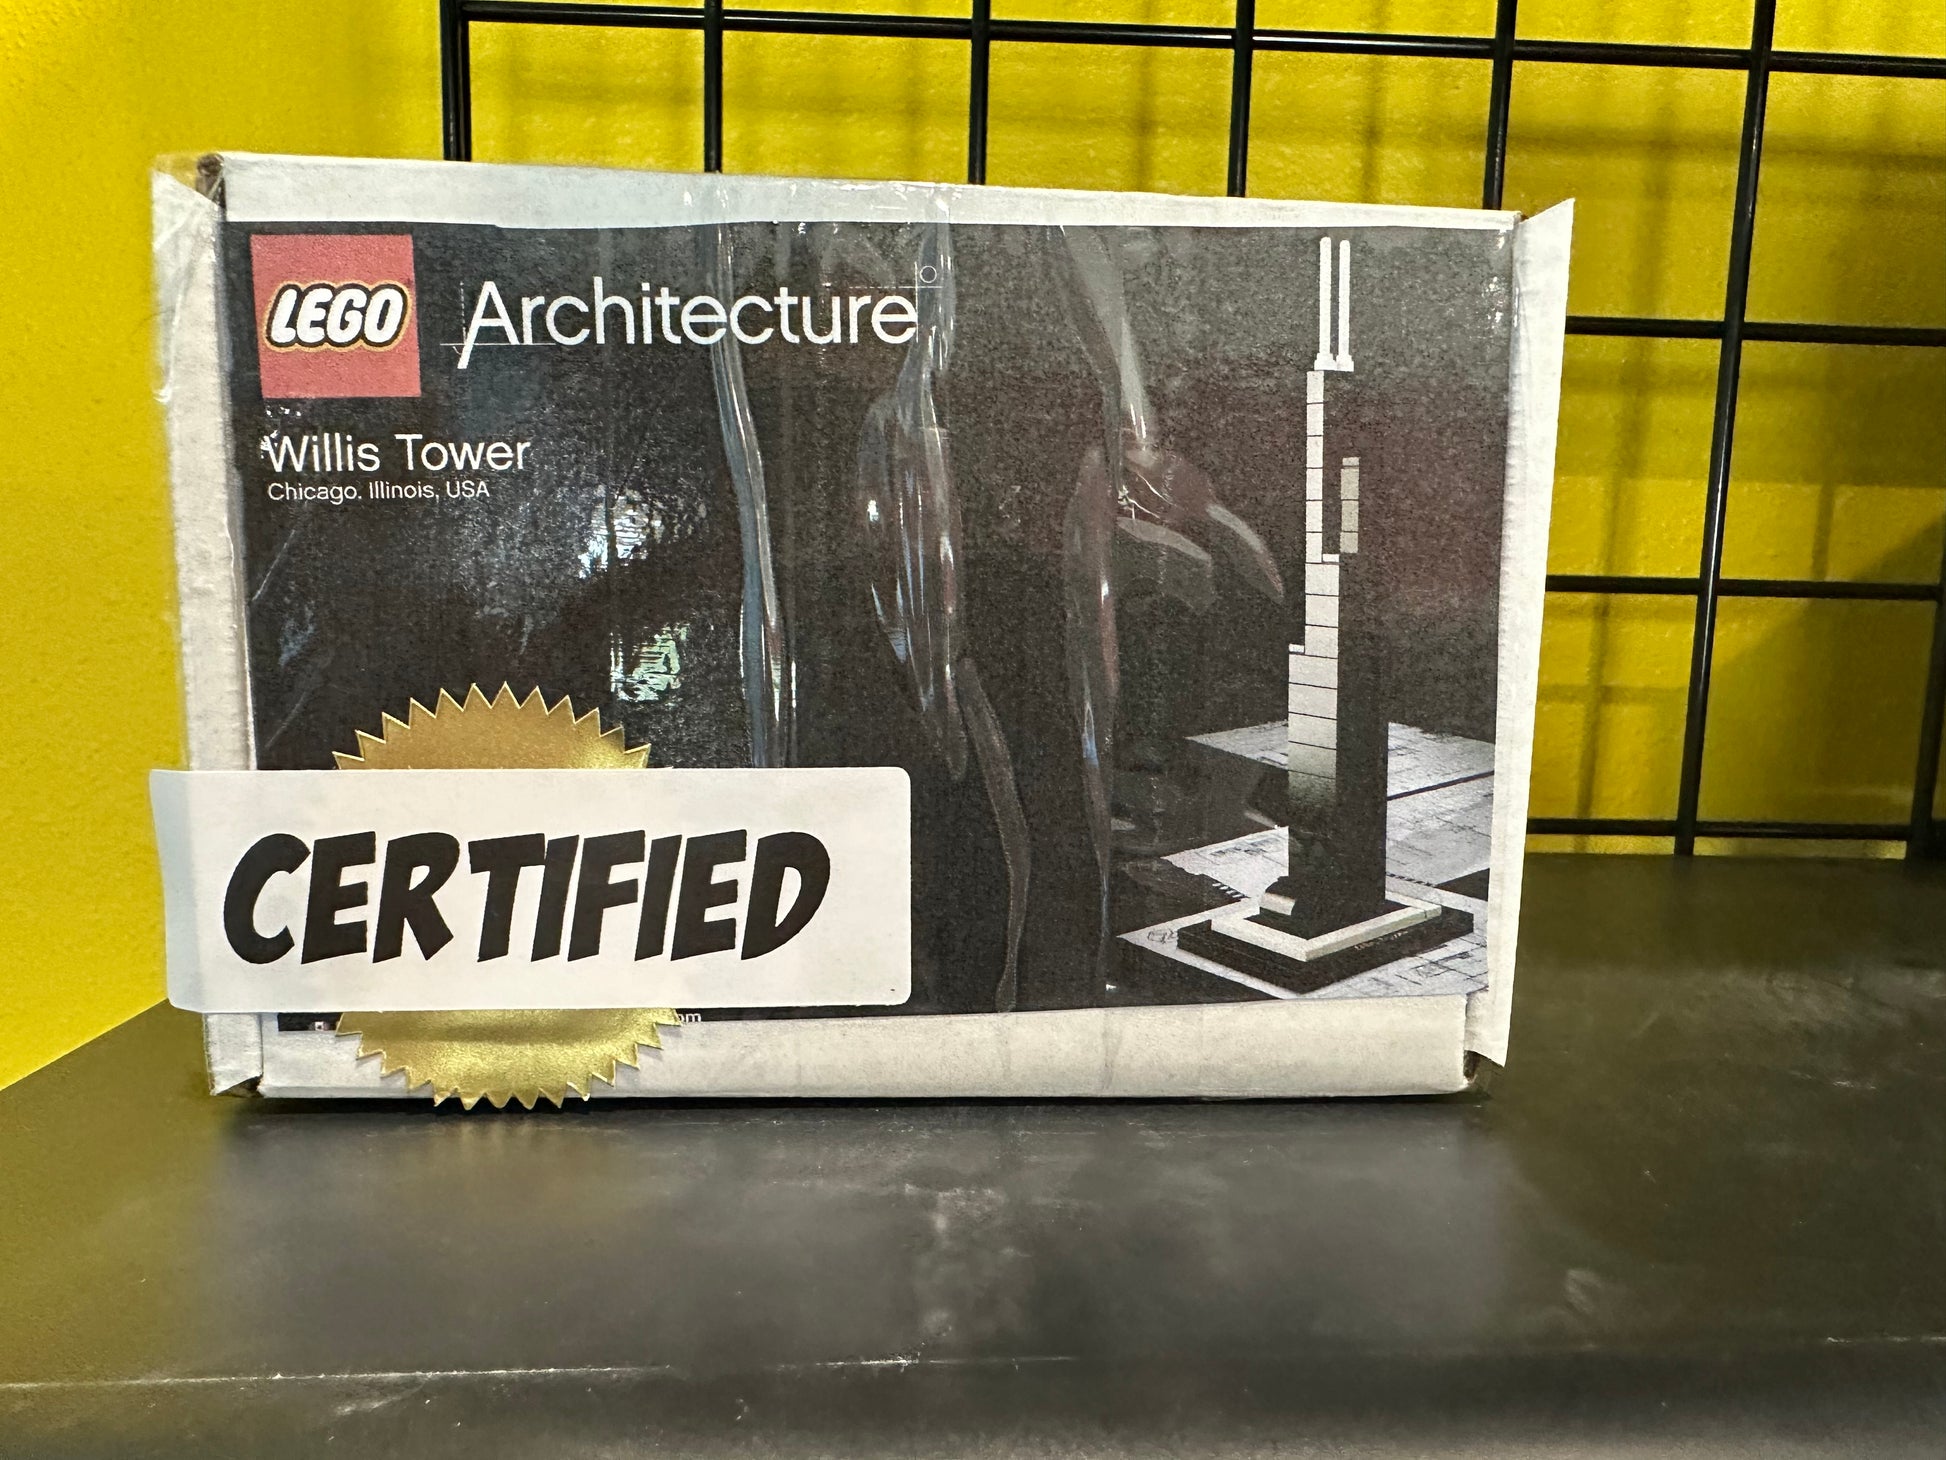 LEGO
Architecture
Willis Tower
Chicago, Illinois, USA
CERTIFIED